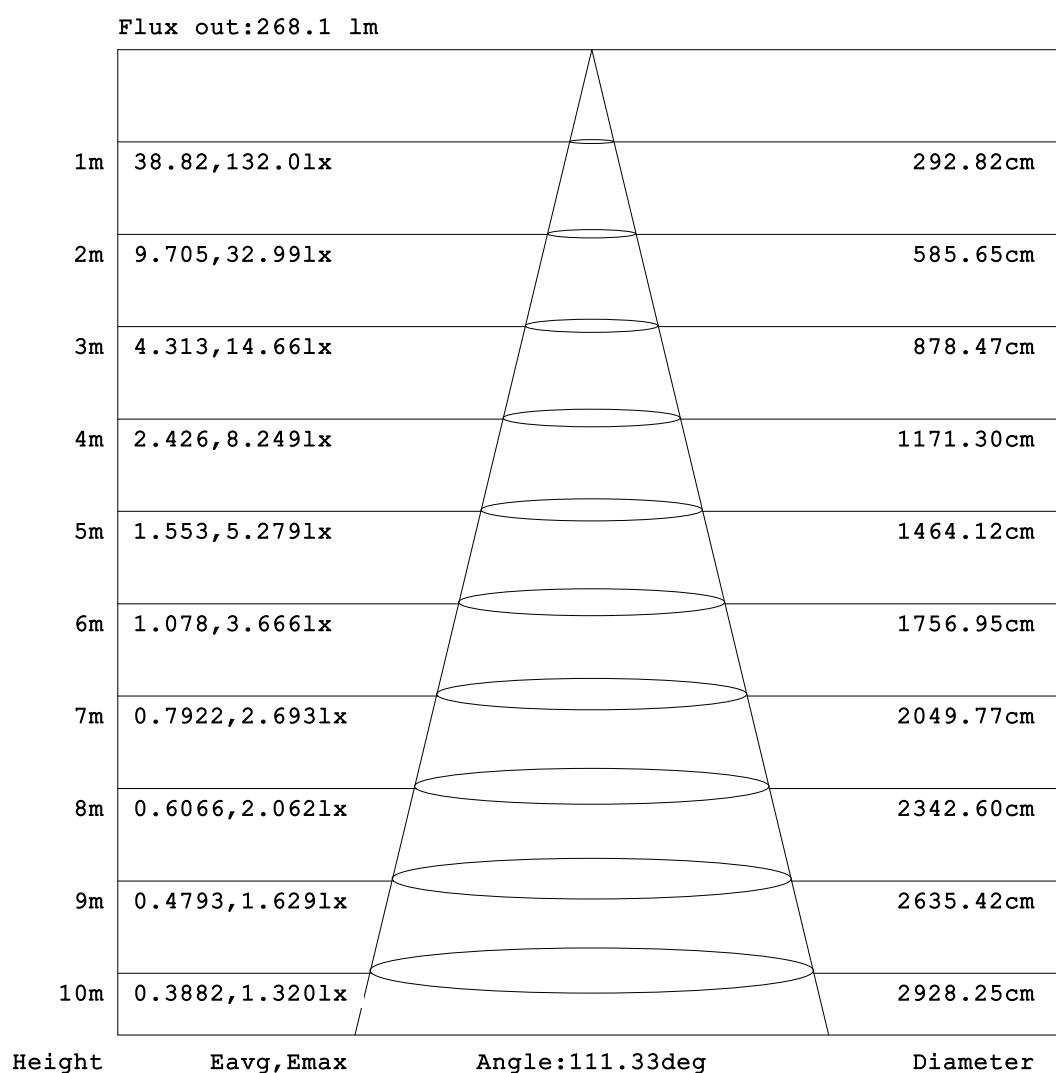 Flux out:268.1 lm
1m 38.82,132.0lx 292.82cm
2m 9.705,32.99lx 585.65cm
3m 4.313,14.66lx 878.47cm
4m 2.426,8.249lx 1171.30cm
5m 1.553,5.279lx 1464.12cm
6m 1.078,3.666lx 1756.95cm
7m 0.7922,2.693lx 2049.77cm
8m 0.6066,2.062lx 2342.60cm
9m 0.4793,1.629lx 2635.42cm
10m 0.3882,1.320lx 2928.25cm
Height Eavg,Emax Angle:111.33deg Diameter